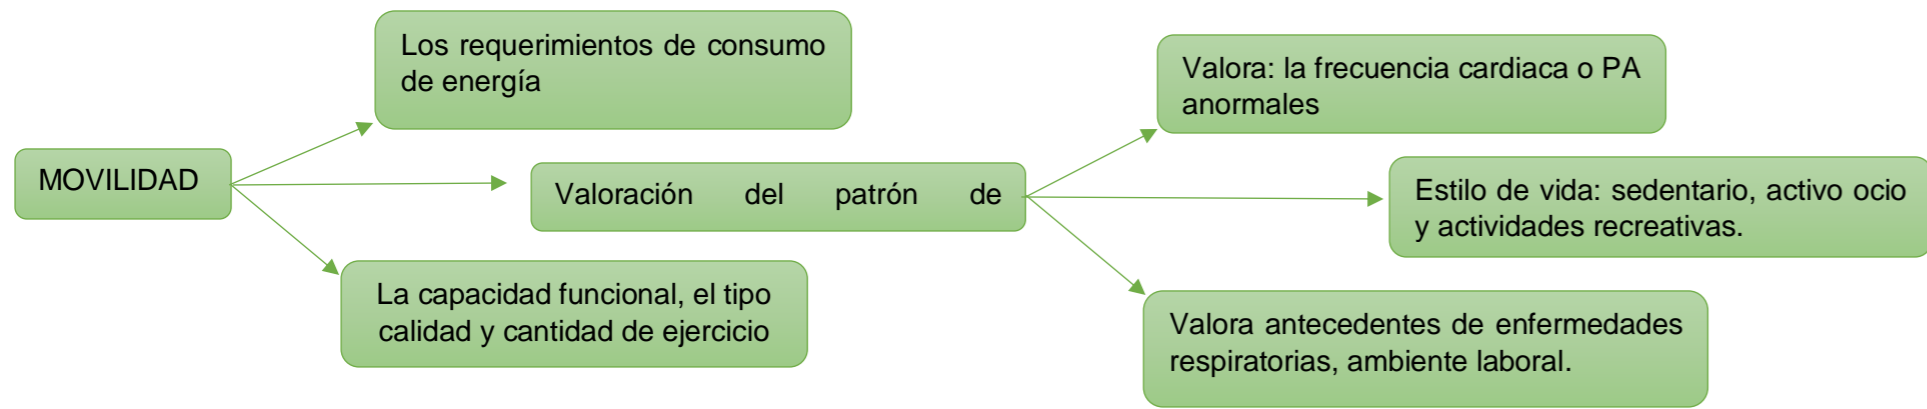 MOVILIDAD
Los requerimientos de consumo
de energía
Valoración del patrón de
La capacidad funcional, el tipo
calidad y cantidad de ejercicio
Valora: la frecuencia cardiaca o PA
anormales
Estilo de vida: sedentario, activo ocio
y actividades recreativas.
Valora antecedentes de enfermedades
respiratorias, ambiente laboral.